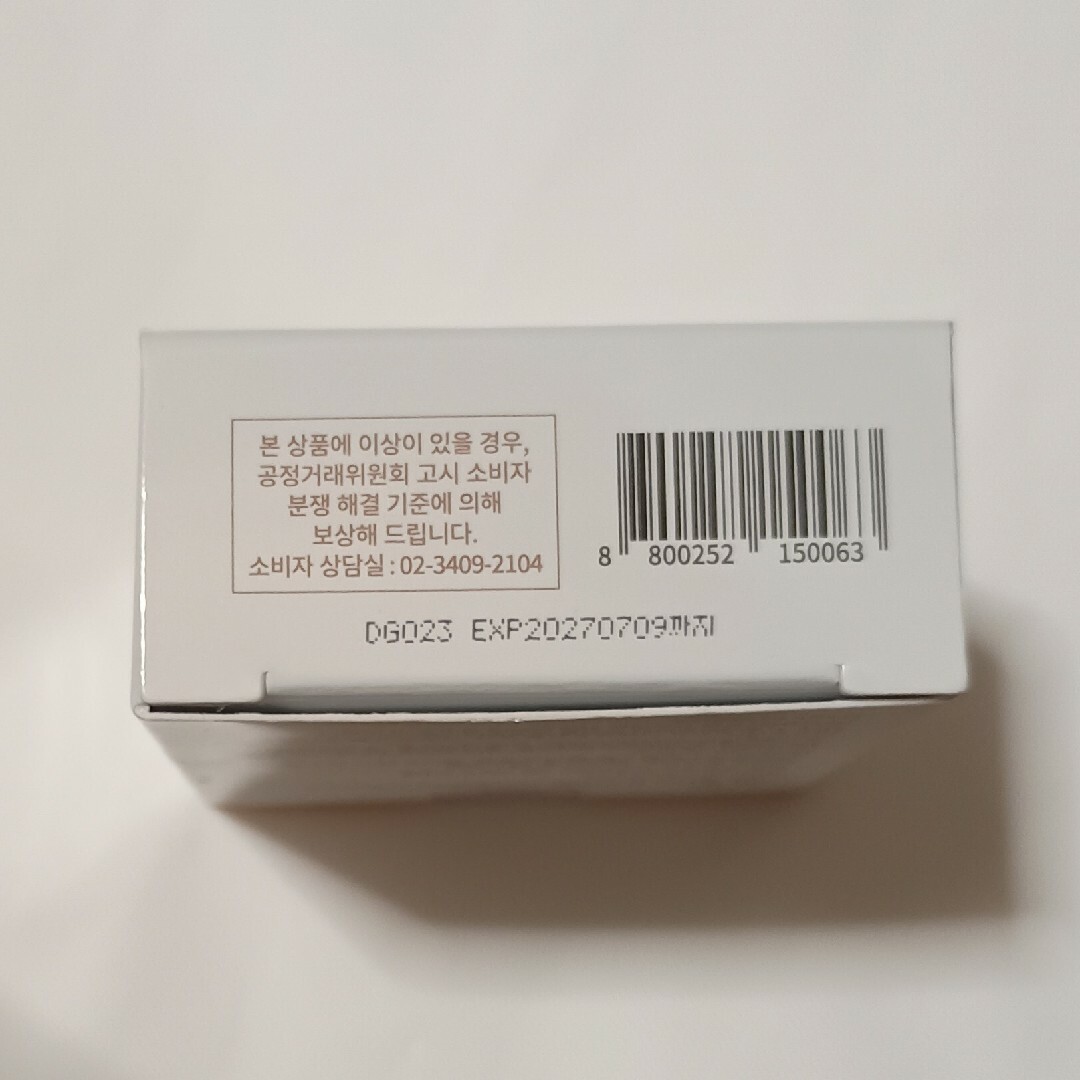 본 상품에 이상이 있을 경우,
공정거래위원회 고시 소비자
분쟁 해결 기준에 의해
보상해 드립니다.
소비자 상담실 : 02-3409-2104
8 800252 150063
DG023 EXP20270709까지